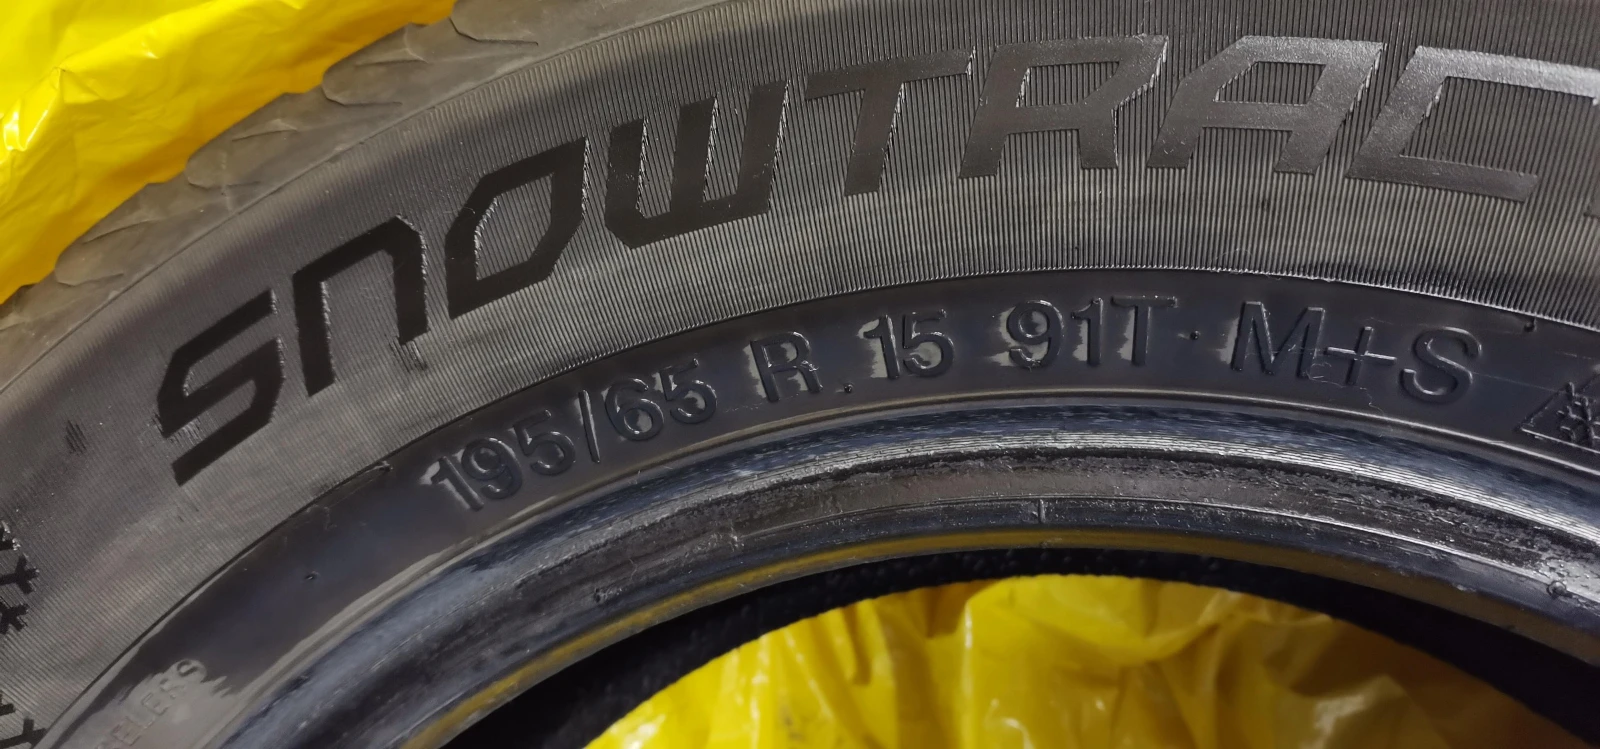 SNOWTRAC
195/65 R 15 91T · M+S